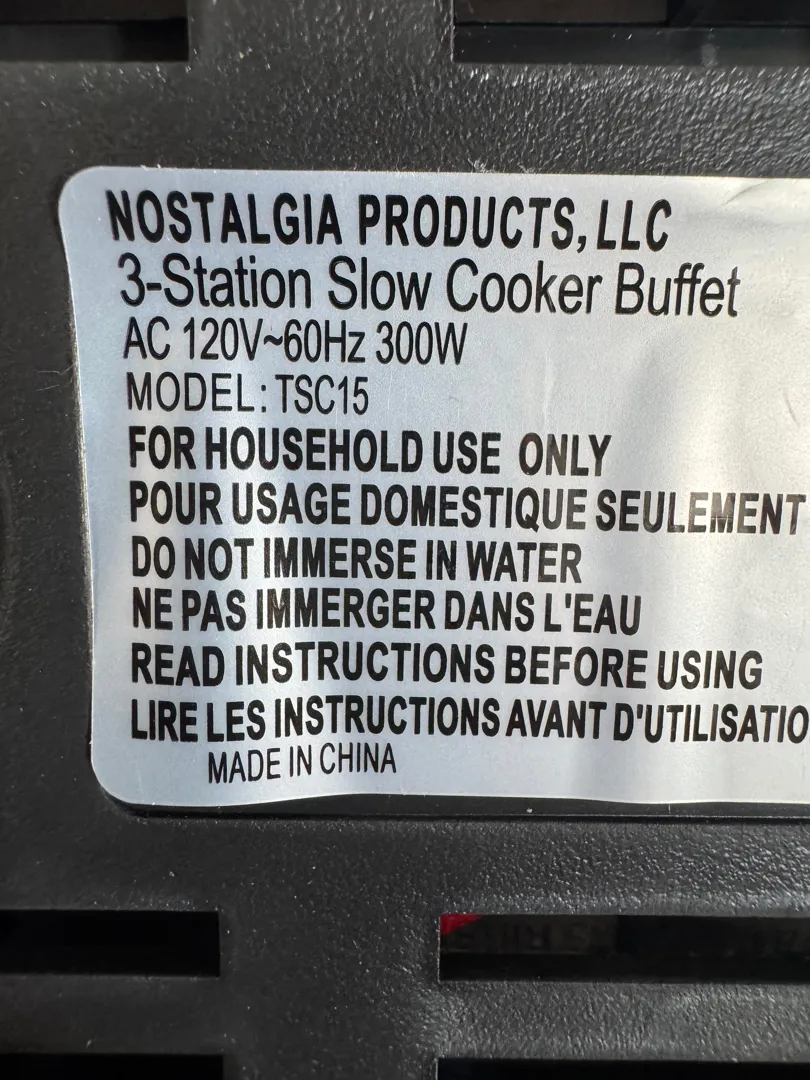 NOSTALGIA PRODUCTS, LLC
3-Station Slow Cooker Buffet
AC 120V~60Hz 300W
MODEL: TSC15
FOR HOUSEHOLD USE ONLY
POUR USAGE DOMESTIQUE SEULEMENT
DO NOT IMMERSE IN WATER
NE PAS IMMERGER DANS L'EAU
READ INSTRUCTIONS BEFORE USING
LIRE LES INSTRUCTIONS AVANT D'UTILISATIO
MADE IN CHINA